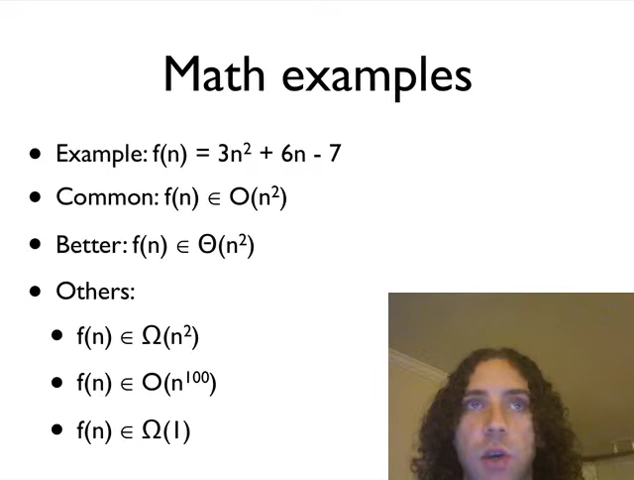 Math examples
• Example: f(n) = 3n² + 6n - 7
• Common: f(n) ∈ O(n²)
• Better: f(n) ∈ Θ(n²)
• Others:
• f(n) ∈ Ω(n²)
• f(n) ∈ O(n¹⁰⁰)
• f(n) ∈ Ω(1)